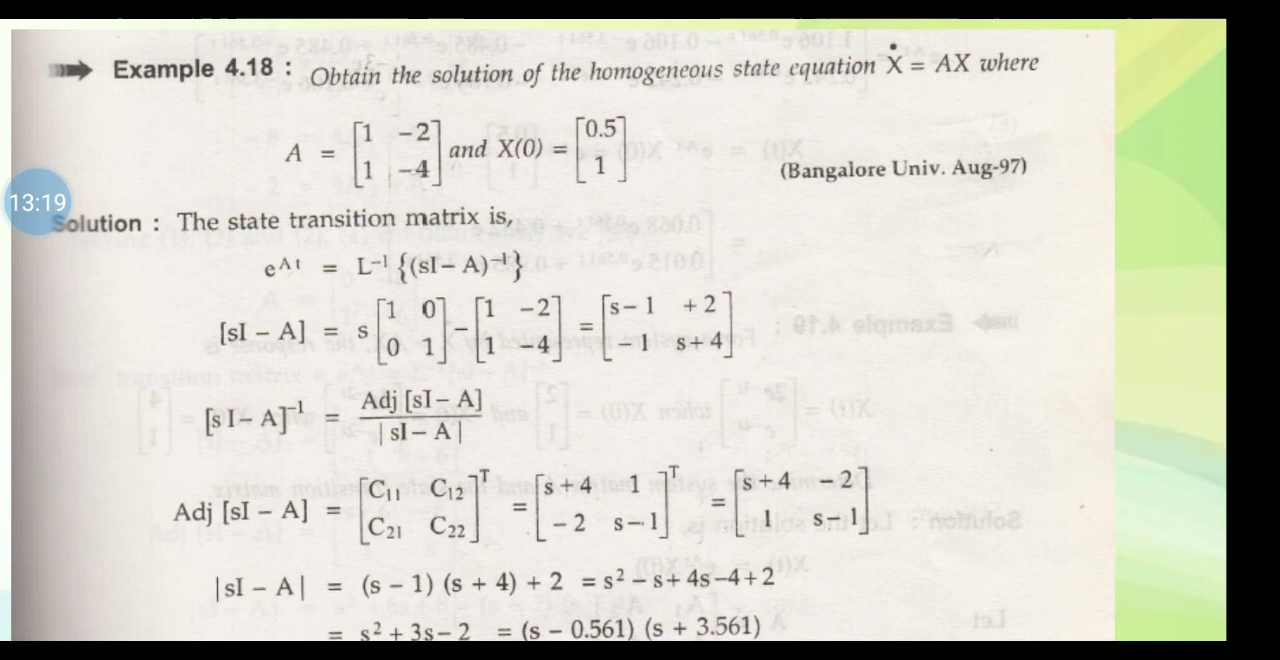 Example 4.18 : Obtain the solution of the homogeneous state equation Ẋ = AX where
A = [1 −2; 1 −4] and X(0) = [0.5; 1]
(Bangalore Univ. Aug-97)
13:19
Solution : The state transition matrix is,
e^At = L⁻¹ {(sI − A)⁻¹}
[sI − A] = s [1 0; 0 1] − [1 −2; 1 −4] = [s − 1 +2; −1 s + 4]
[sI − A]⁻¹ = Adj [sI − A] / |sI − A|
Adj [sI − A] = [C₁₁ C₁₂; C₂₁ C₂₂]ᵀ = [s + 4 1; −2 s − 1]ᵀ = [s + 4 −2; 1 s − 1]
|sI − A| = (s − 1) (s + 4) + 2 = s² − s + 4s − 4 + 2
= s² + 3s − 2 = (s − 0.561) (s + 3.561)